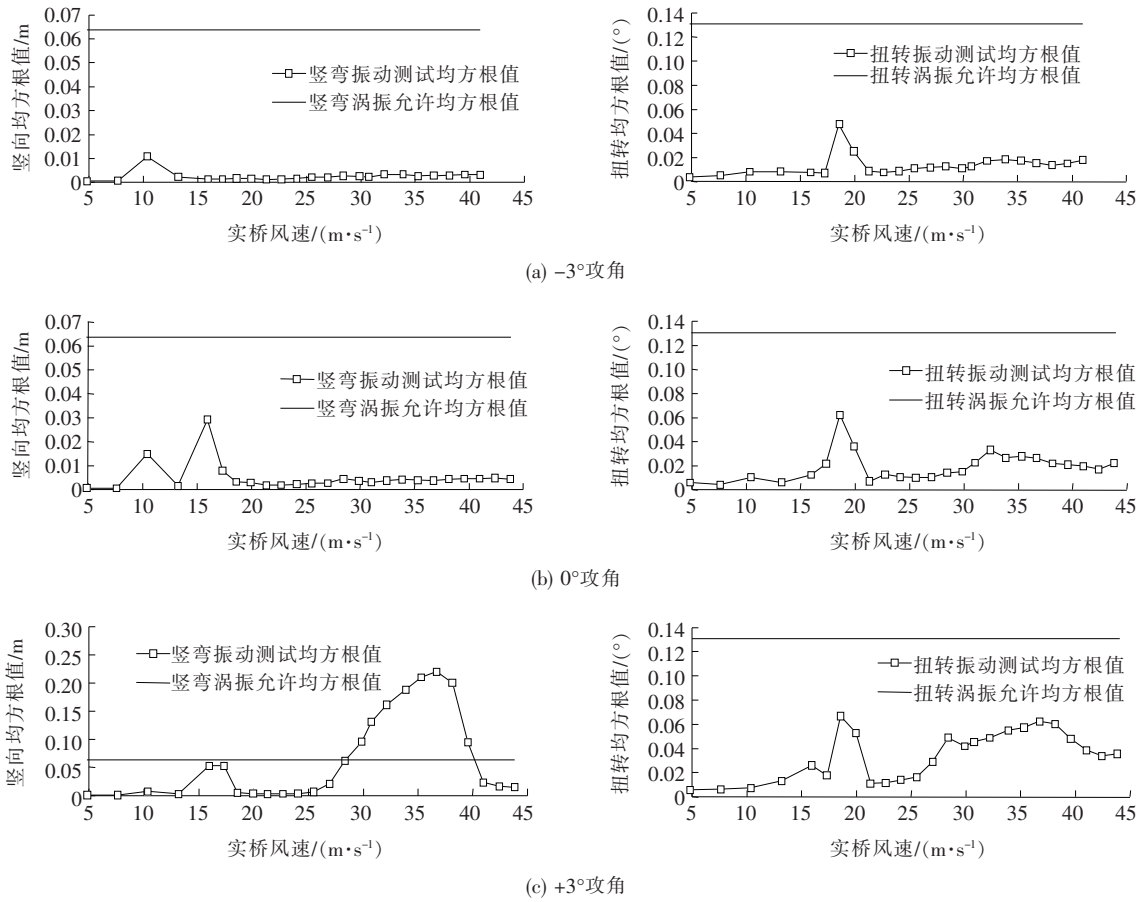 0.07
0.06
0.05
0.04
0.03
0.02
0.01
0
5 10 15 20 25 30 35 40 45
竖向均方根值/m
竖弯振动测试均方根值
竖弯涡振允许均方根值
实桥风速/(m·s⁻¹)
0.14
0.12
0.10
0.08
0.06
0.04
0.02
0
5 10 15 20 25 30 35 40 45
扭转均方根值/(°)
扭转振动测试均方根值
扭转涡振允许均方根值
实桥风速/(m·s⁻¹)
(a) −3°攻角
0.07
0.06
0.05
0.04
0.03
0.02
0.01
0
5 10 15 20 25 30 35 40 45
竖向均方根值/m
竖弯振动测试均方根值
竖弯涡振允许均方根值
实桥风速/(m·s⁻¹)
0.14
0.12
0.10
0.08
0.06
0.04
0.02
0
5 10 15 20 25 30 35 40 45
扭转均方根值/(°)
扭转振动测试均方根值
扭转涡振允许均方根值
实桥风速/(m·s⁻¹)
(b) 0°攻角
0.30
0.25
0.20
0.15
0.10
0.05
0
5 10 15 20 25 30 35 40 45
竖向均方根值/m
竖弯振动测试均方根值
竖弯涡振允许均方根值
实桥风速/(m·s⁻¹)
0.14
0.12
0.10
0.08
0.06
0.04
0.02
0
5 10 15 20 25 30 35 40 45
扭转均方根值/(°)
扭转振动测试均方根值
扭转涡振允许均方根值
实桥风速/(m·s⁻¹)
(c) +3°攻角